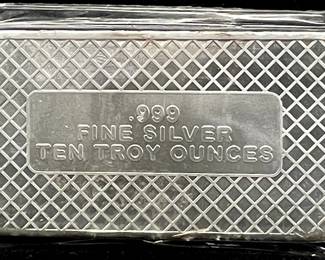 .999
FINE SILVER
TEN TROY OUNCES